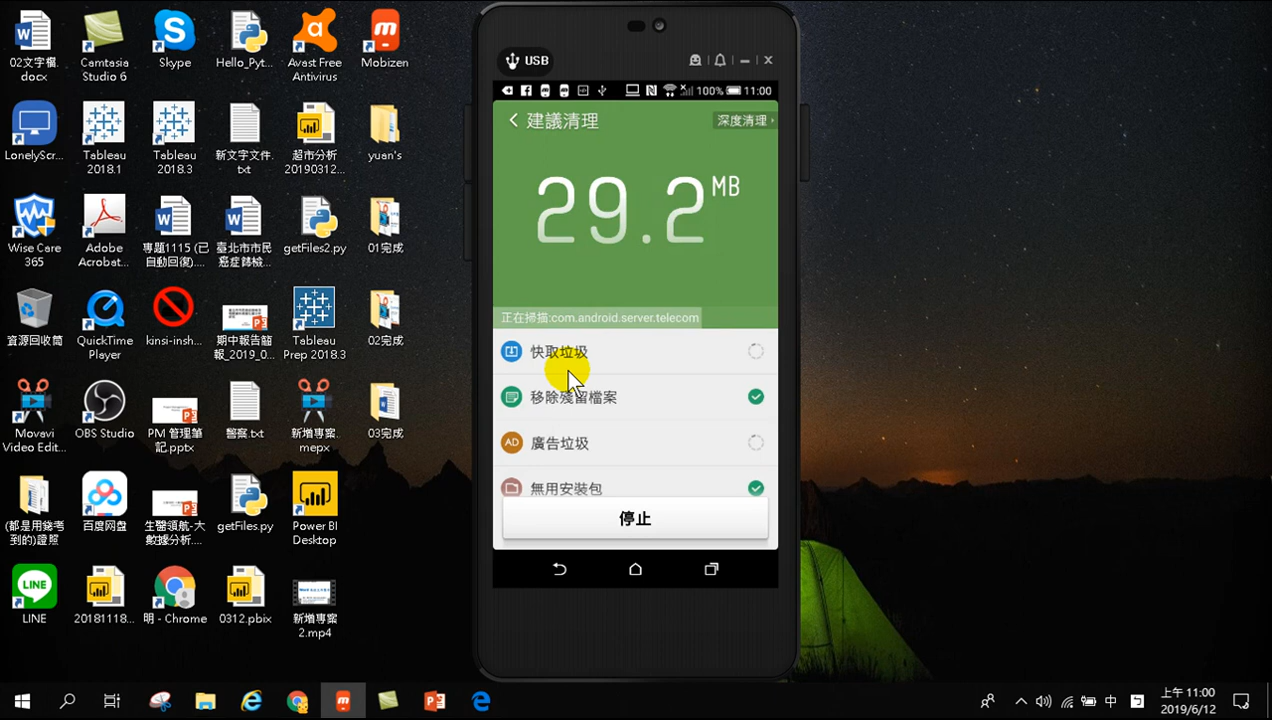 02文字檔.
docx
Camtasia
Studio 6
Skype
Hello_Pyt...
Avast Free
Antivirus
Mobizen
LonelyScr...
Tableau
2018.1
Tableau
2018.3
新文字文件.
txt
超市分析
20190312...
yuan's
Wise Care
365
Adobe
Acrobat...
專題1115 (已
自動回復)....
臺北市市民
癌症篩檢...
getFiles2.py
01完成
資源回收筒
QuickTime
Player
kinsi-insh...
期中報告簡
報_2019_0...
Tableau
Prep 2018.3
02完成
Movavi
Video Edit...
OBS Studio
PM 管理筆
記.pptx
警察.txt
新增專案.
mepx
03完成
(都是用幾考
到的)證照
百度网盘
生醫領航-大
數據分析....
getFiles.py
Power BI
Desktop
LINE
20181118...
明 - Chrome
0312.pbix
新增專案
2.mp4
USB
100%
11:00
建議清理
深度清理
29.2 MB
正在掃描:com.android.server.telecom
快取垃圾
移除殘留檔案
AD
廣告垃圾
無用安裝包
停止
中
上午 11:00
2019/6/12